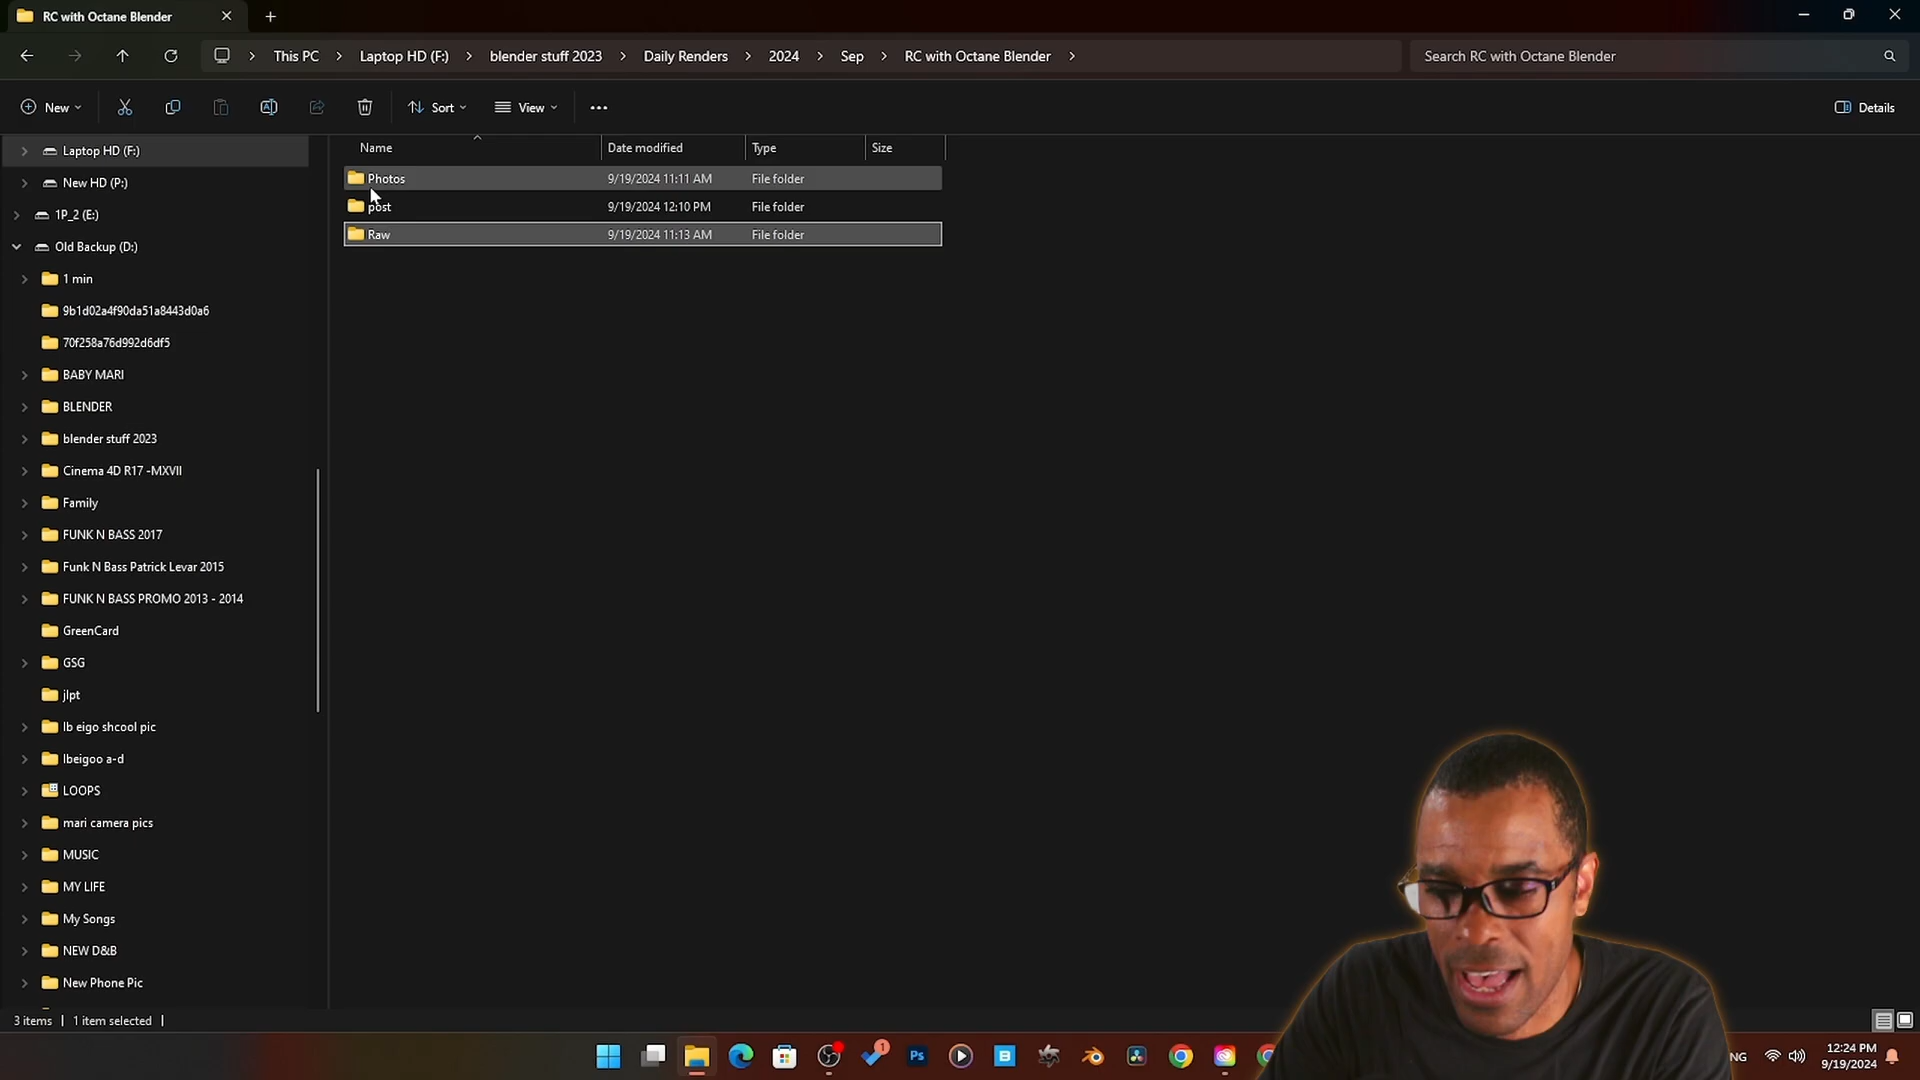 RC with Octane Blender
This PC > Laptop HD (F:) > blender stuff 2023 > Daily Renders > 2024 > Sep > RC with Octane Blender >
Search RC with Octane Blender
New
Sort
View
Details
Name
Date modified
Type
Size
Photos 9/19/2024 11:11 AM File folder
post 9/19/2024 12:10 PM File folder
Raw 9/19/2024 11:13 AM File folder
Laptop HD (F:)
New HD (P:)
1P_2 (E:)
Old Backup (D:)
1 min
9b1d02a4f90da51a8443d0a6
70f258a76d992d6df5
BABY MARI
BLENDER
blender stuff 2023
Cinema 4D R17 -MXVII
Family
FUNK N BASS 2017
Funk N Bass Patrick Levar 2015
FUNK N BASS PROMO 2013 - 2014
GreenCard
GSG
jlpt
lb eigo shcool pic
lbeigoo a-d
LOOPS
mari camera pics
MUSIC
MY LIFE
My Songs
NEW D&B
New Phone Pic
3 items | 1 item selected |
1
Ps
B
NG
12:24 PM
9/19/2024